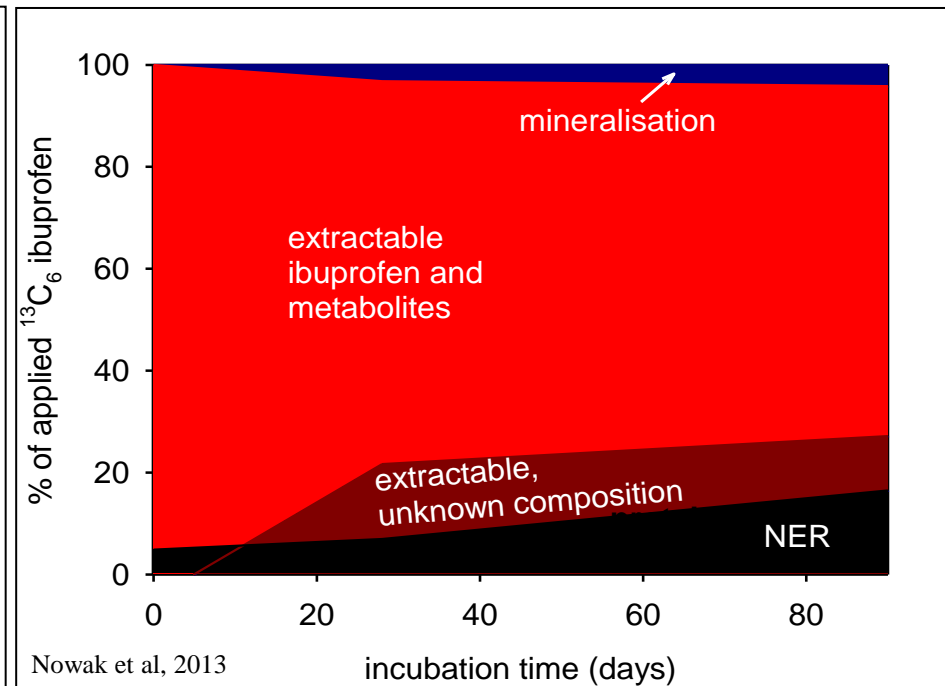 % of applied ¹³C₆ ibuprofen
100
80
60
40
20
0
mineralisation
extractable
ibuprofen and
metabolites
extractable,
unknown composition
NER
0 20 40 60 80
incubation time (days)
Nowak et al, 2013